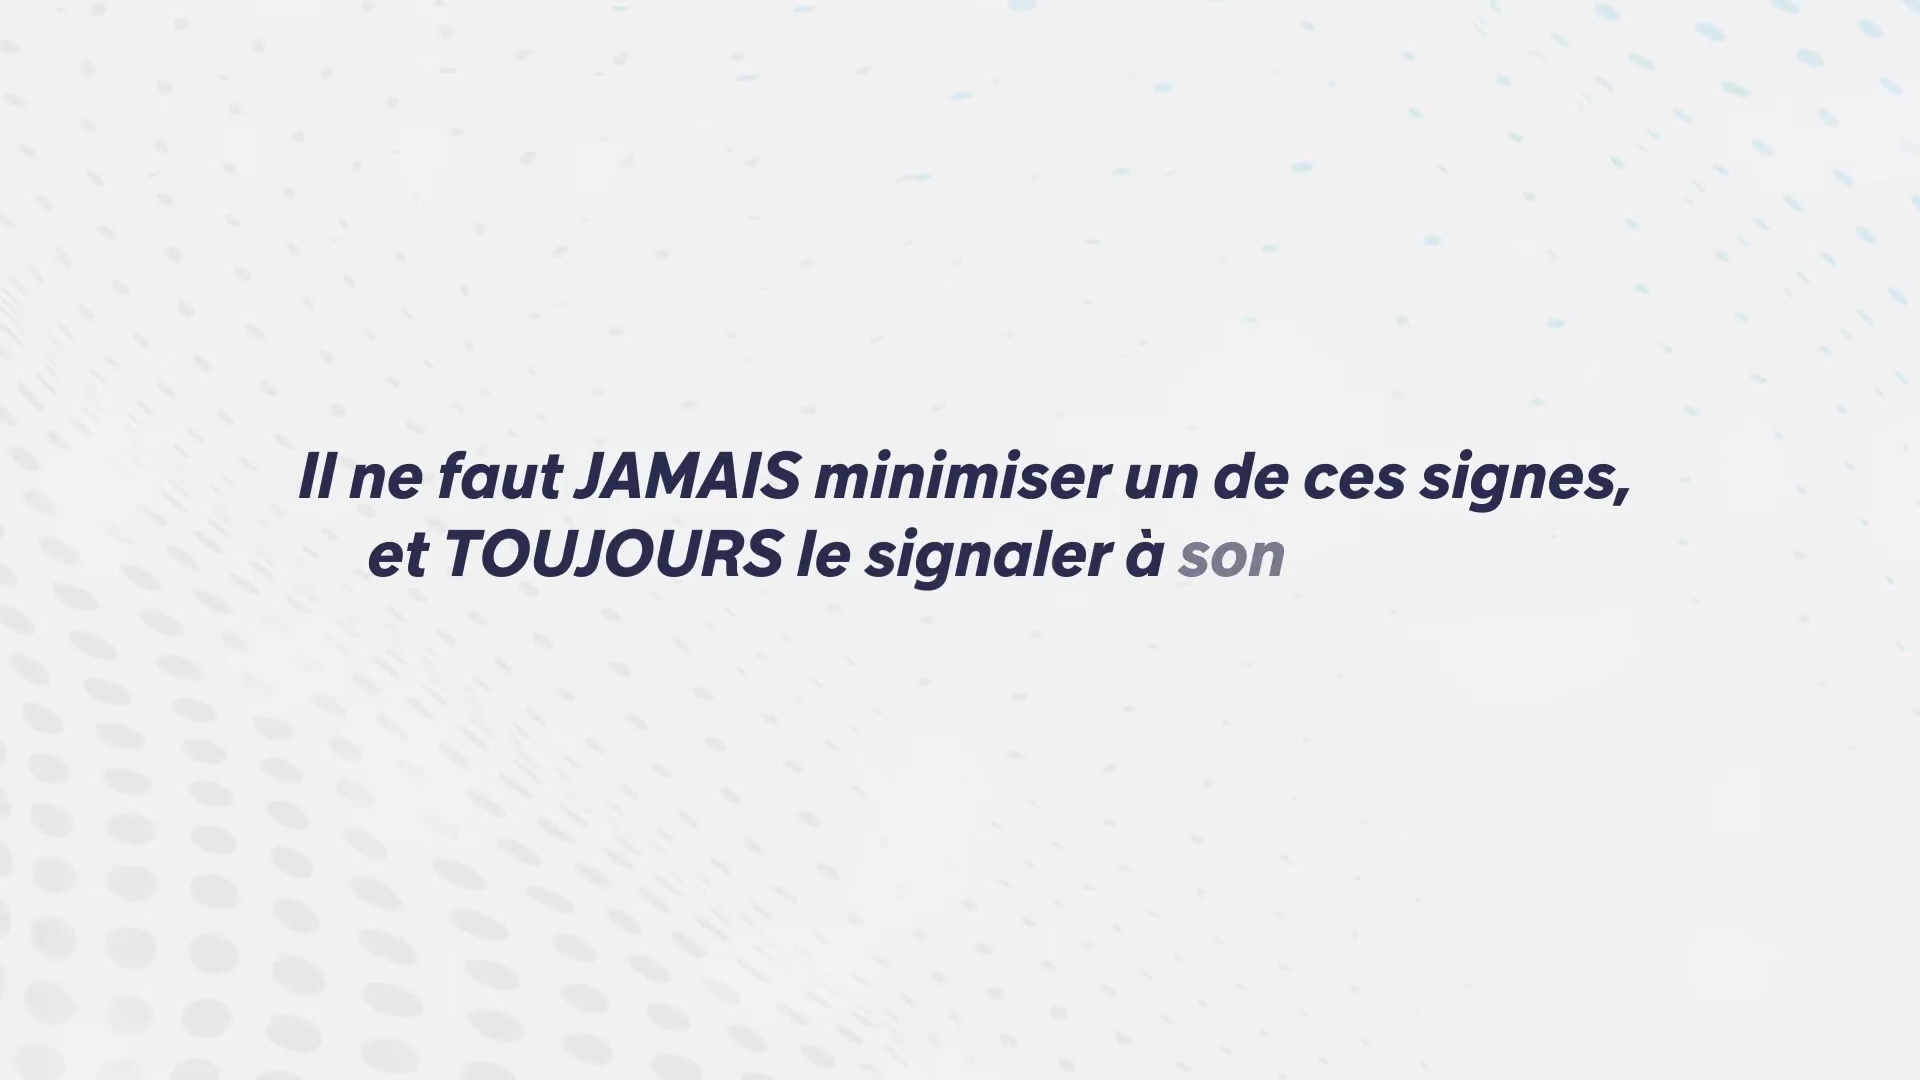 Il ne faut JAMAIS minimiser un de ces signes,
et TOUJOURS le signaler à son